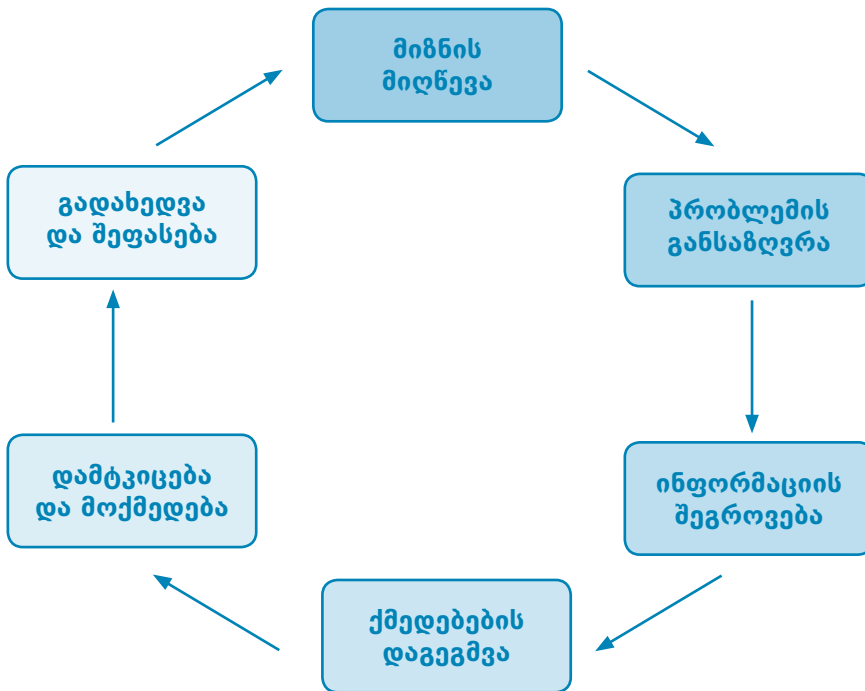 მიზნის
მიღწევა
პრობლემის
განსაზღვრა
ინფორმაციის
შეგროვება
ქმედებების
დაგეგმვა
დამტკიცება
და მოქმედება
გადახედვა
და შეფასება